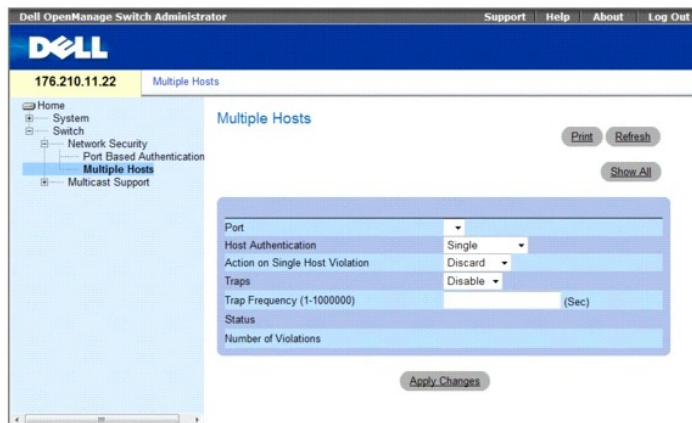 Dell OpenManage Switch Administrator
Support | Help | About | Log Out
DELL
176.210.11.22
Multiple Hosts
Home
System
Switch
Network Security
Port Based Authentication
Multiple Hosts
Multicast Support
Multiple Hosts
Print
Refresh
Show All
Port
Host Authentication Single
Action on Single Host Violation Discard
Traps Disable
Trap Frequency (1-1000000) (Sec)
Status
Number of Violations
Apply Changes